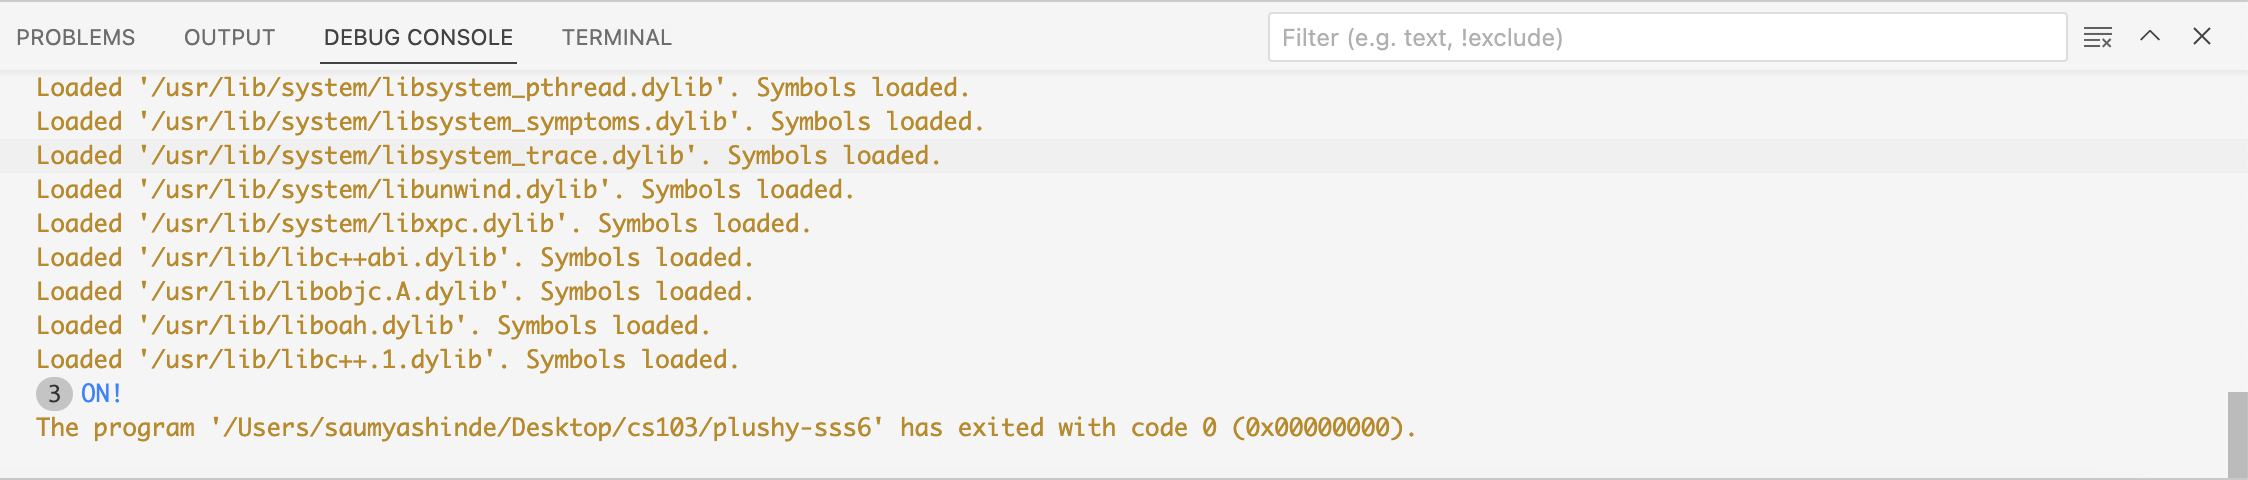 PROBLEMS OUTPUT DEBUG CONSOLE TERMINAL Filter (e.g. text, !exclude)
Loaded '/usr/lib/system/libsystem_pthread.dylib'. Symbols loaded.
Loaded '/usr/lib/system/libsystem_symptoms.dylib'. Symbols loaded.
Loaded '/usr/lib/system/libsystem_trace.dylib'. Symbols loaded.
Loaded '/usr/lib/system/libunwind.dylib'. Symbols loaded.
Loaded '/usr/lib/system/libxpc.dylib'. Symbols loaded.
Loaded '/usr/lib/libc++abi.dylib'. Symbols loaded.
Loaded '/usr/lib/libobjc.A.dylib'. Symbols loaded.
Loaded '/usr/lib/liboah.dylib'. Symbols loaded.
Loaded '/usr/lib/libc++.1.dylib'. Symbols loaded.
3 ON!
The program '/Users/saumyashinde/Desktop/cs103/plushy-sss6' has exited with code 0 (0x00000000).